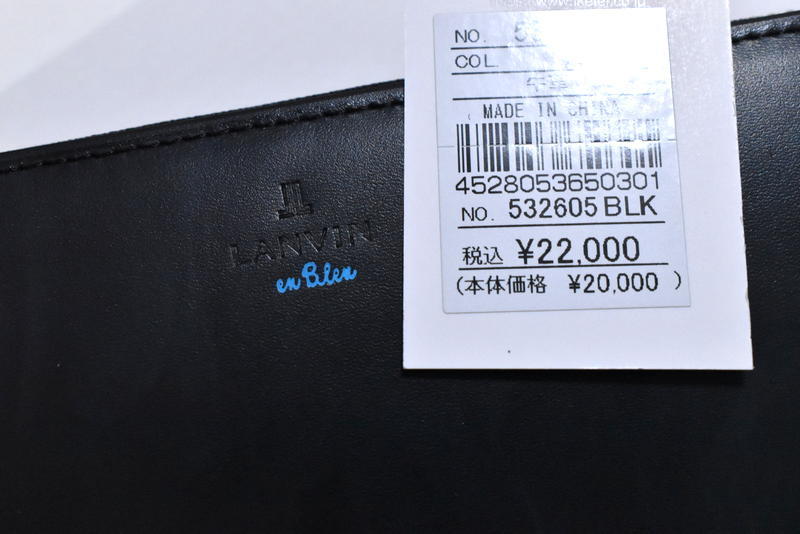 NO.
COL.
MADE IN CHINA
4528053650301
NO. 532605 BLK
税込 ¥22,000
(本体価格 ¥20,000 )
LANVIN
en Bleu